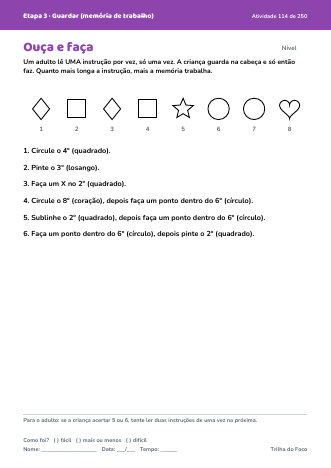 Etapa 3 · Guardar (memória de trabalho)
Atividade 114 de 250
Ouça e faça
Nível
Um adulto lê UMA instrução por vez, só uma vez. A criança guarda na cabeça e só então
faz. Quanto mais longa a instrução, mais a memória trabalha.
1 2 3 4 5 6 7 8
1. Circule o 4º (quadrado).
2. Pinte o 3º (losango).
3. Faça um X no 2º (quadrado).
4. Circule o 8º (coração), depois faça um ponto dentro do 6º (círculo).
5. Sublinhe o 2º (quadrado), depois faça um ponto dentro do 6º (círculo).
6. Faça um ponto dentro do 6º (círculo), depois pinte o 2º (quadrado).
Para o adulto: se a criança acertar 5 ou 6, tente ler duas instruções de uma vez na próxima.
Como foi? ( ) fácil ( ) mais ou menos ( ) difícil
Nome: ____________________ Data: ___/___ Tempo: ______
Trilha do Foco